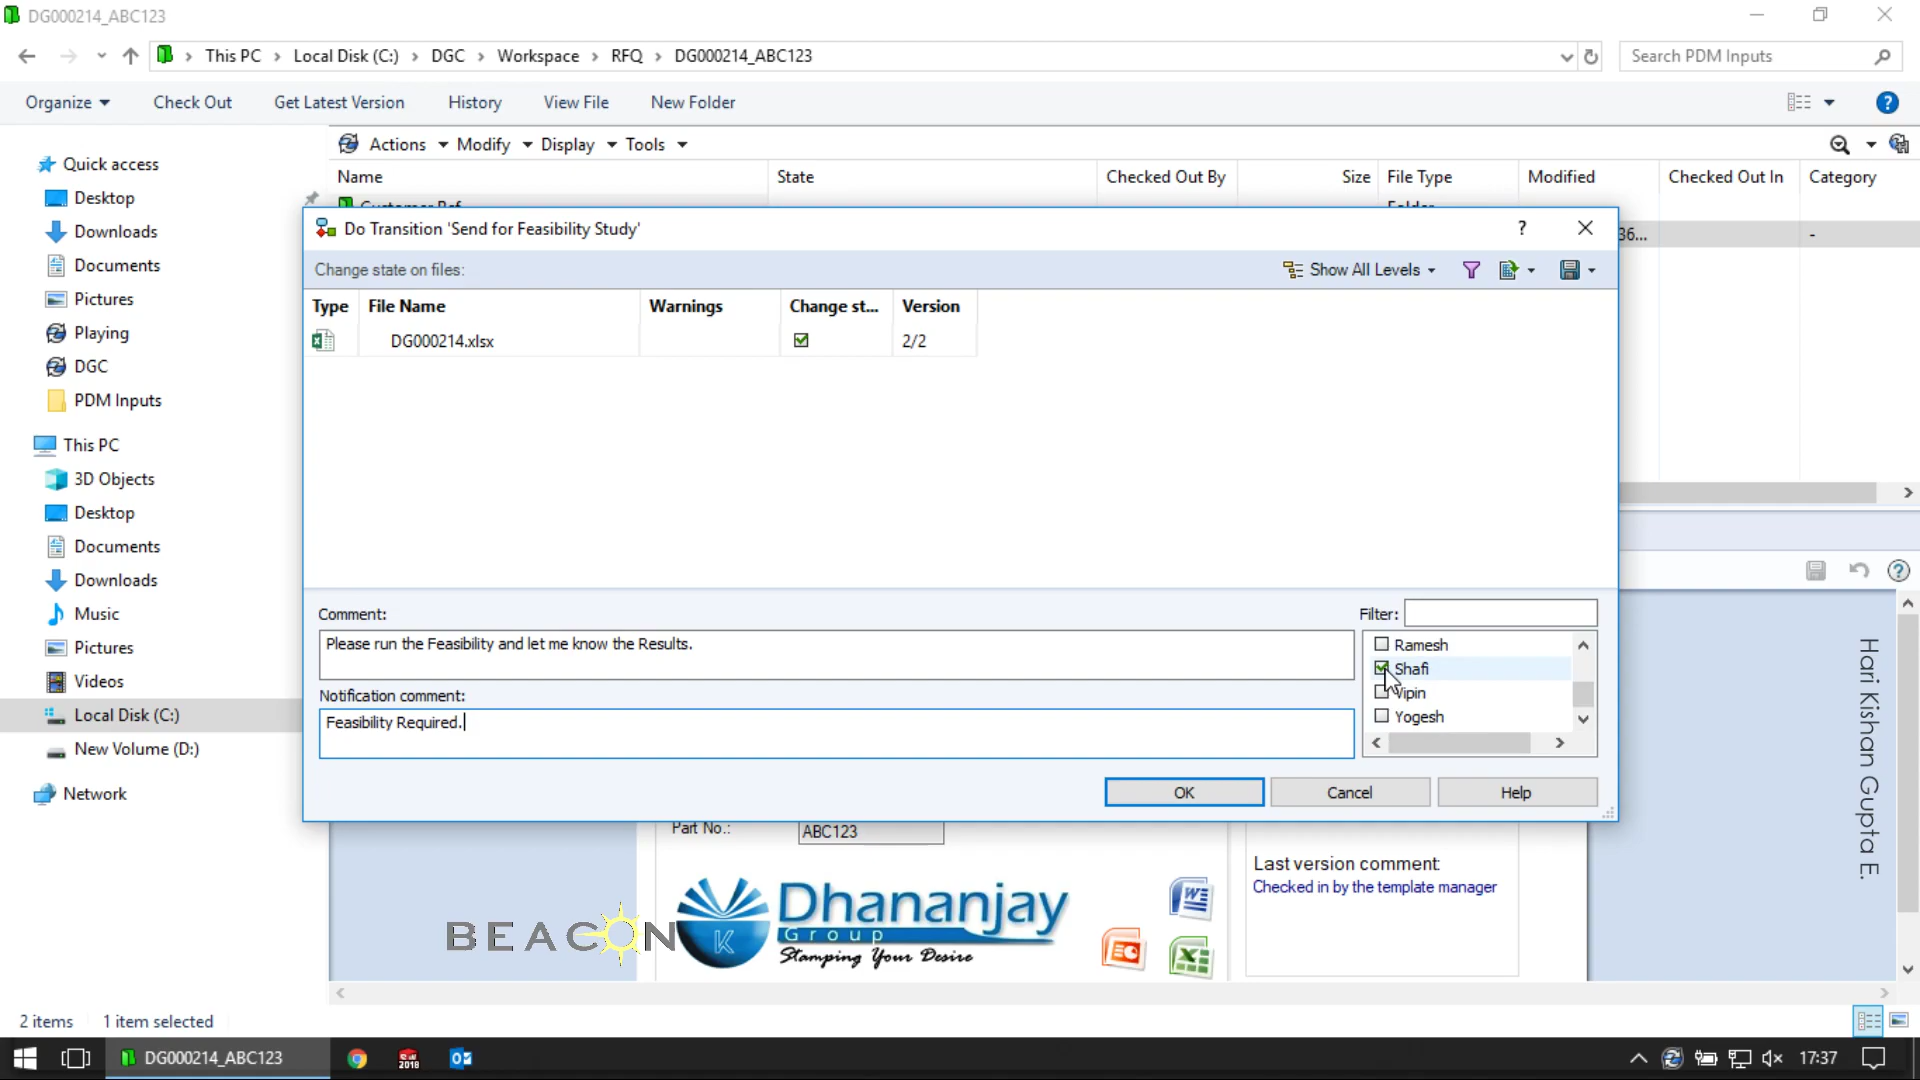 DG000214_ABC123
This PC
Local Disk (C:)
DGC
Workspace
RFQ
DG000214_ABC123
Search PDM Inputs
Organize
Check Out
Get Latest Version
History
View File
New Folder
?
Actions
Modify
Display
Tools
Name
State
Checked Out By
Size
File Type
Modified
Checked Out In
Category
Customer Ref
Folder
36...
-
Quick access
Desktop
Downloads
Documents
Pictures
Playing
DGC
PDM Inputs
This PC
3D Objects
Desktop
Documents
Downloads
Music
Pictures
Videos
Local Disk (C:)
New Volume (D:)
Network
Do Transition 'Send for Feasibility Study'
?
Change state on files:
Show All Levels
Type
File Name
Warnings
Change st...
Version
DG000214.xlsx
2/2
Comment:
Please run the Feasibility and let me know the Results.
Notification comment:
Feasibility Required.
Filter:
Ramesh
Shafi
Vipin
Yogesh
OK
Cancel
Help
Part No.:
ABC123
Last version comment:
Checked in by the template manager
BEACON
K
Dhananjay
Group
Stamping Your Desire
Hari Kishan Gupta E.
2 items
1 item selected
DG000214_ABC123
2018
17:37